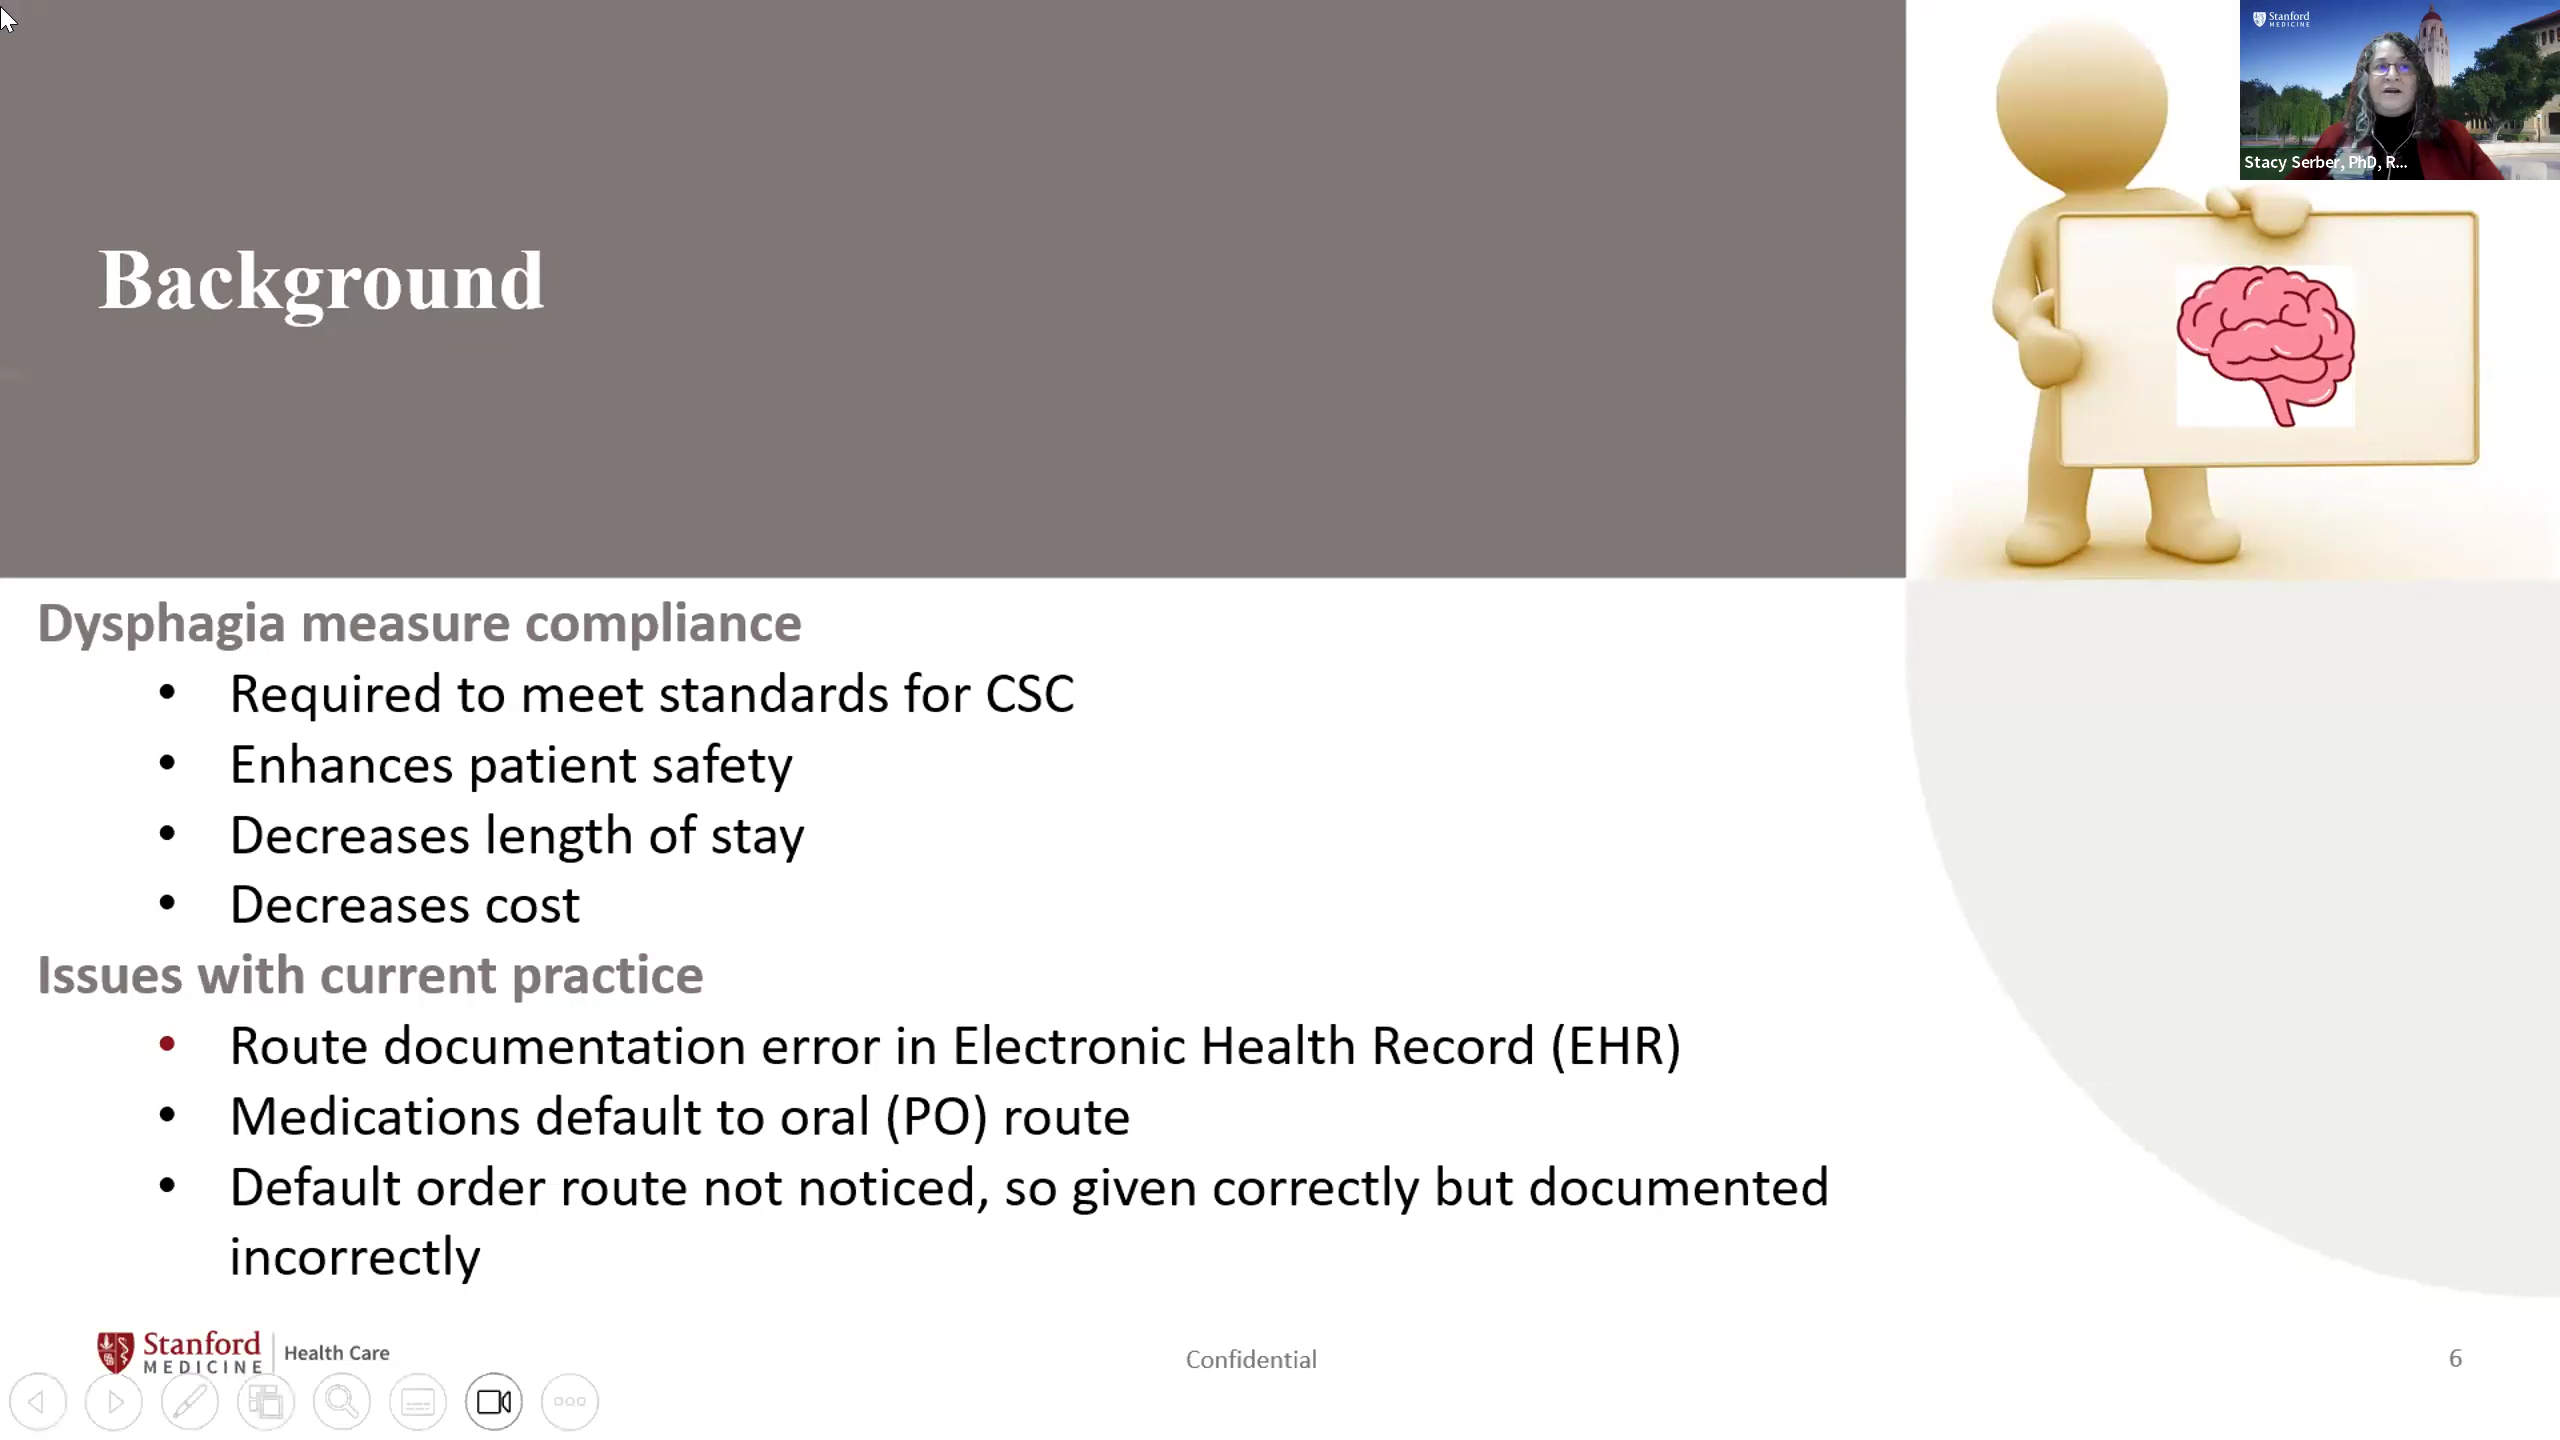 Stanford
MEDICINE
Stacy Serber, PhD, R...
Background
Dysphagia measure compliance
• Required to meet standards for CSC
• Enhances patient safety
• Decreases length of stay
• Decreases cost
Issues with current practice
• Route documentation error in Electronic Health Record (EHR)
• Medications default to oral (PO) route
• Default order route not noticed, so given correctly but documented
incorrectly
Stanford
MEDICINE
Health Care
Confidential
6